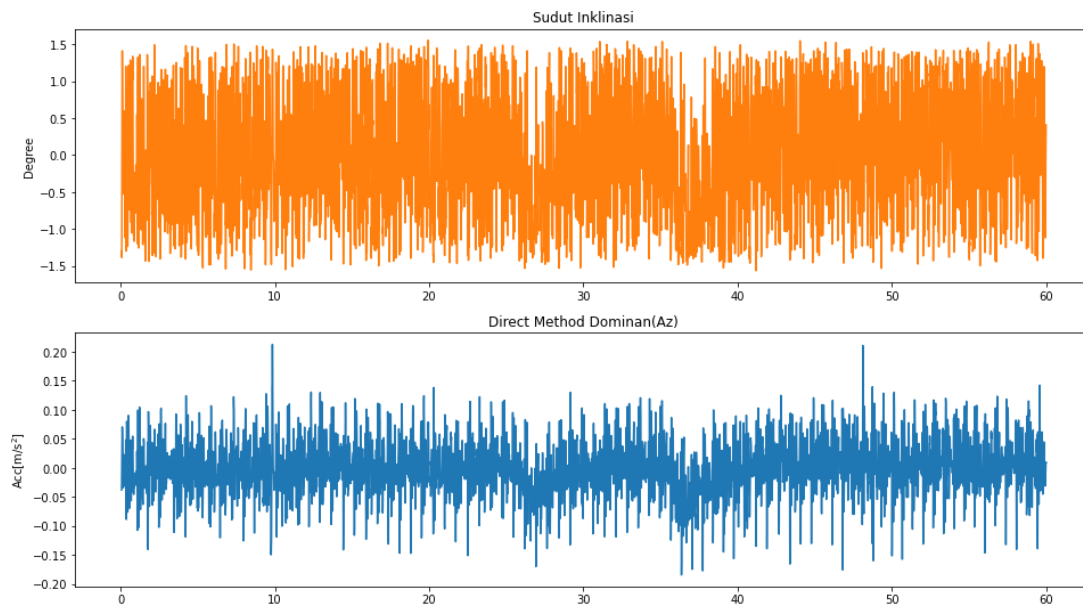 Sudut Inklinasi
Degree
1.5
1.0
0.5
0.0
−0.5
−1.0
−1.5
0 10 20 30 40 50 60
Direct Method Dominan(Az)
Acc[m/s²]
0.20
0.15
0.10
0.05
0.00
−0.05
−0.10
−0.15
−0.20
0 10 20 30 40 50 60